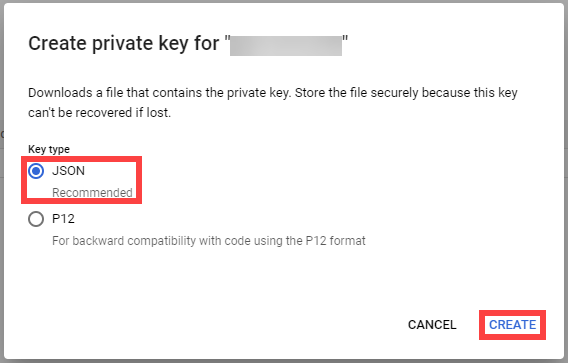 Create private key for " "
Downloads a file that contains the private key. Store the file securely because this key
can't be recovered if lost.
Key type
JSON
Recommended
P12
For backward compatibility with code using the P12 format
CANCEL
CREATE